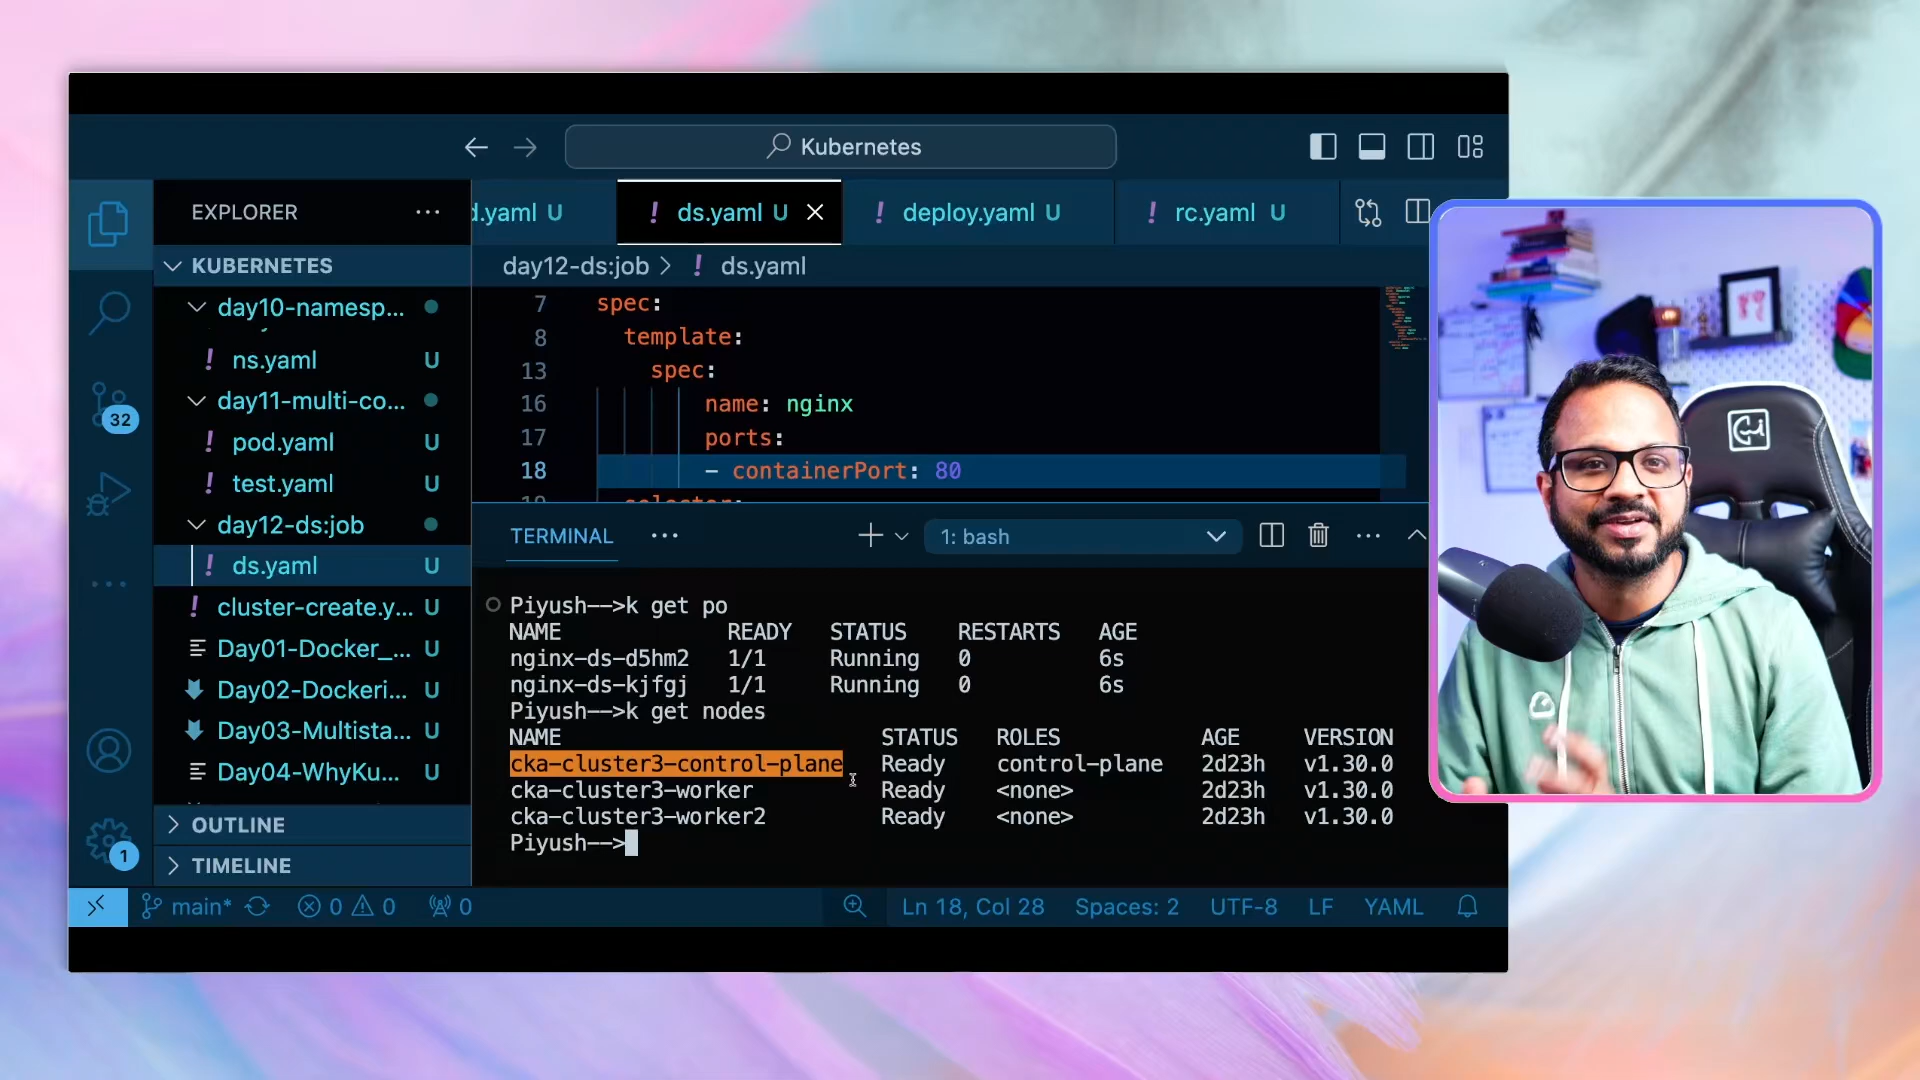 Kubernetes
EXPLORER ···
d.yaml U
! ds.yaml U
! deploy.yaml U
! rc.yaml U
KUBERNETES
day12-ds:job > ! ds.yaml
day10-namesp...
! ns.yaml U
day11-multi-co...
! pod.yaml U
! test.yaml U
day12-ds:job
! ds.yaml U
! cluster-create.y... U
Day01-Docker_... U
Day02-Dockeri... U
Day03-Multista... U
Day04-WhyKu... U
OUTLINE
TIMELINE
32
1
7 spec:
8 template:
13 spec:
16 name: nginx
17 ports:
18 - containerPort: 80
19 selector:
TERMINAL ···
1: bash
Piyush-->k get po
NAME READY STATUS RESTARTS AGE
nginx-ds-d5hm2 1/1 Running 0 6s
nginx-ds-kjfgj 1/1 Running 0 6s
Piyush-->k get nodes
NAME STATUS ROLES AGE VERSION
cka-cluster3-control-plane Ready control-plane 2d23h v1.30.0
cka-cluster3-worker Ready <none> 2d23h v1.30.0
cka-cluster3-worker2 Ready <none> 2d23h v1.30.0
Piyush-->
main* 0 0 0 Ln 18, Col 28 Spaces: 2 UTF-8 LF YAML